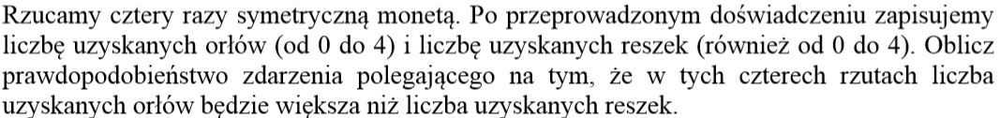 Rzucamy cztery razy symetryczną monetą. Po przeprowadzonym doświadczeniu zapisujemy
liczbę uzyskanych orłów (od 0 do 4) i liczbę uzyskanych reszek (również od 0 do 4). Oblicz
prawdopodobieństwo zdarzenia polegającego na tym, że w tych czterech rzutach liczba
uzyskanych orłów będzie większa niż liczba uzyskanych reszek.